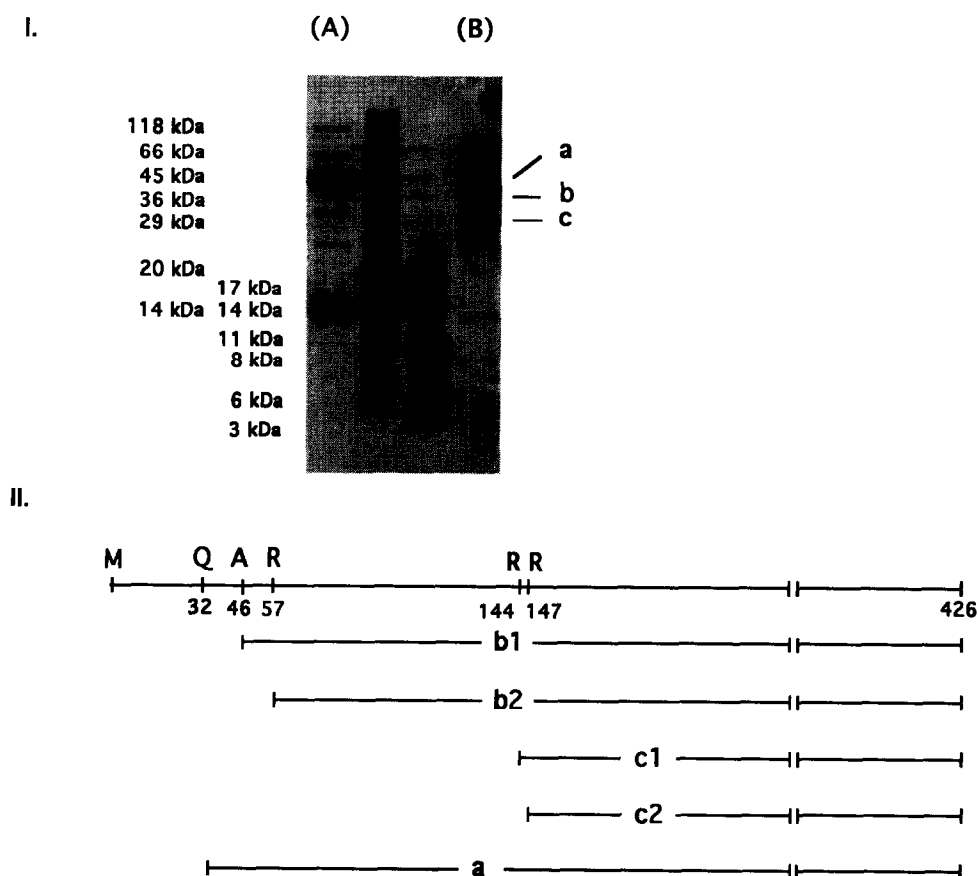 I. (A) (B)
118 kDa
66 kDa
45 kDa
36 kDa
29 kDa
20 kDa
14 kDa
17 kDa
14 kDa
11 kDa
8 kDa
6 kDa
3 kDa
a
b
c
II.
M Q A R R R
32 46 57 144 147 426
b1
b2
c1
c2
a